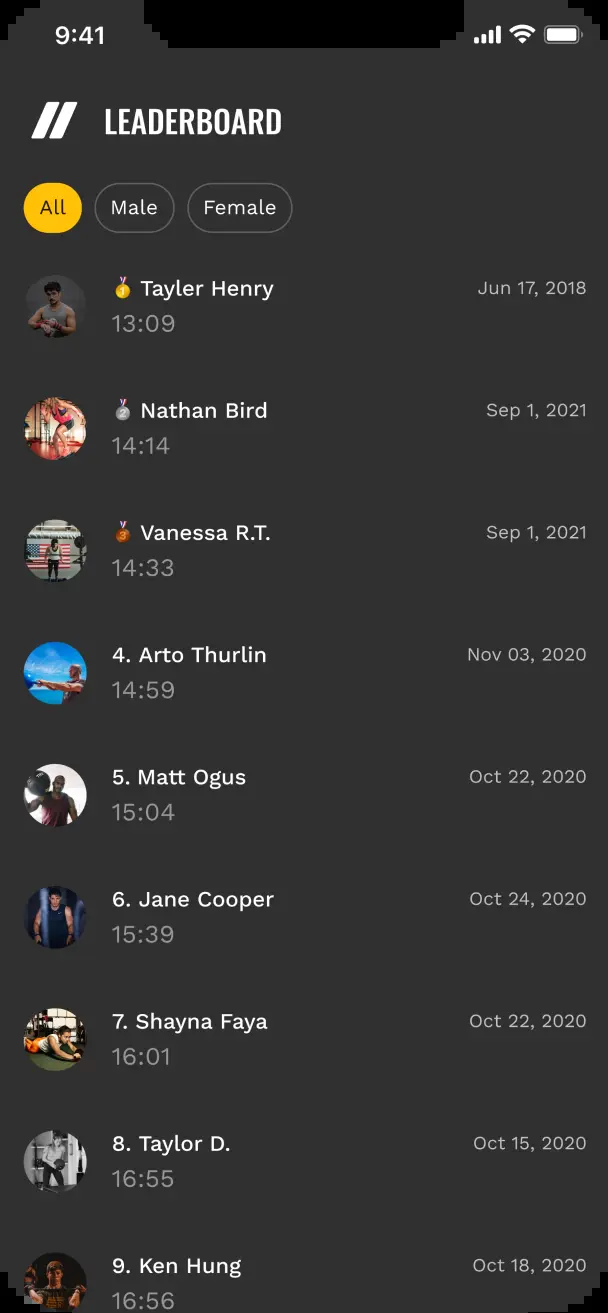 9:41
LEADERBOARD
All Male Female
🥇 Tayler Henry Jun 17, 2018
13:09
🥈 Nathan Bird Sep 1, 2021
14:14
🥉 Vanessa R.T. Sep 1, 2021
14:33
4. Arto Thurlin Nov 03, 2020
14:59
5. Matt Ogus Oct 22, 2020
15:04
6. Jane Cooper Oct 24, 2020
15:39
7. Shayna Faya Oct 22, 2020
16:01
8. Taylor D. Oct 15, 2020
16:55
9. Ken Hung Oct 18, 2020
16:56